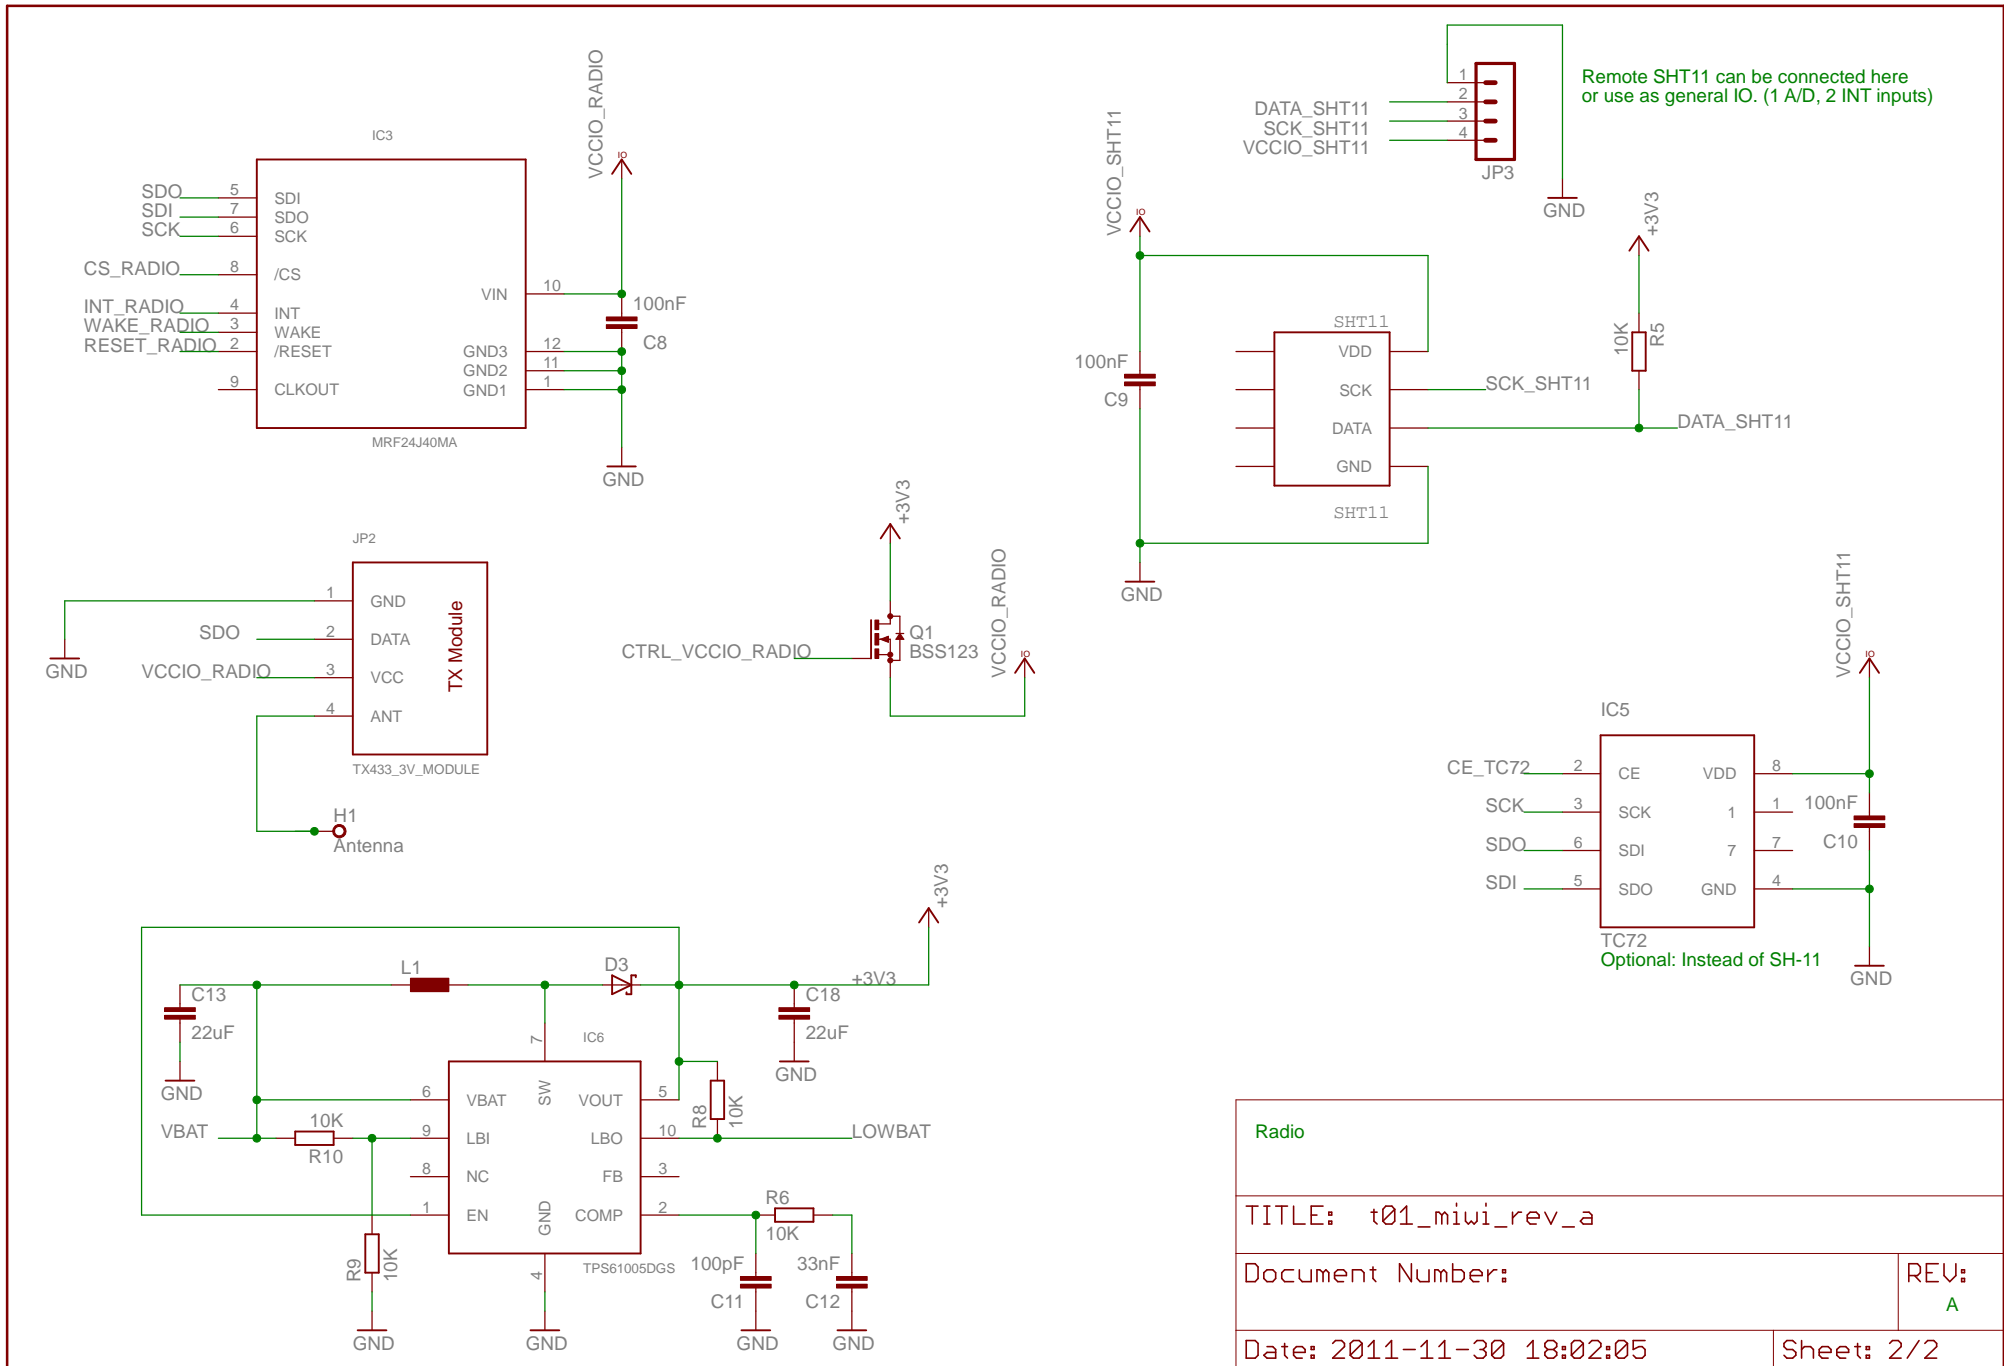 IC3
SDO 5 SDI
SDI 7 SDO
SCK 6 SCK
CS_RADIO 8 /CS
INT_RADIO 4 INT
WAKE_RADIO 3 WAKE
RESET_RADIO 2 /RESET
9 CLKOUT
VIN 10
GND3 12
GND2 11
GND1 1
MRF24J40MA
VCCIO_RADIO
IO
100nF
C8
GND
1
DATA_SHT11 2
SCK_SHT11 3
VCCIO_SHT11 4
JP3
GND
Remote SHT11 can be connected here
or use as general IO. (1 A/D, 2 INT inputs)
VCCIO_SHT11
IO
100nF
C9
GND
SHT11
VDD
SCK SCK_SHT11
DATA DATA_SHT11
GND
SHT11
+3V3
10K
R5
JP2
1 GND
SDO 2 DATA
VCCIO_RADIO 3 VCC
4 ANT
TX Module
TX433_3V_MODULE
GND
H1
Antenna
+3V3
CTRL_VCCIO_RADIO
Q1
BSS123
VCCIO_RADIO
IO
VCCIO_SHT11
IO
IC5
CE_TC72 2 CE VDD 8
SCK 3 SCK 1 1
SDO 6 SDI 7 7
SDI 5 SDO GND 4
100nF
C10
TC72
Optional: Instead of SH-11
GND
+3V3
L1
D3
+3V3
C13
22uF
GND
C18
22uF
GND
IC6
7 SW
6 VBAT VOUT 5
9 LBI LBO 10
8 NC FB 3
1 EN COMP 2
GND 4
TPS61005DGS
VBAT
10K
R10
R8
10K
LOWBAT
R9
10K
R6
10K
100pF
C11
33nF
C12
GND
GND
GND
GND
Radio
TITLE: t01_miwi_rev_a
Document Number:
REV:
A
Date: 2011-11-30 18:02:05
Sheet: 2/2